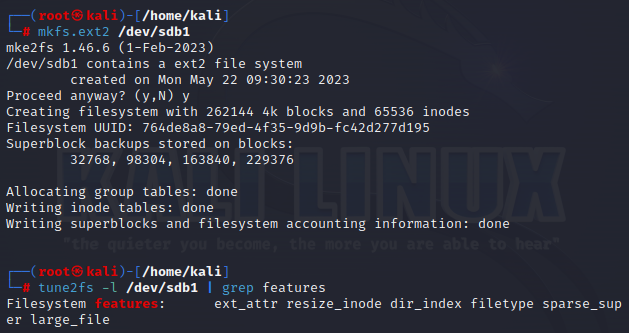 ┌──(root㉿kali)-[/home/kali]
└─# mkfs.ext2 /dev/sdb1
mke2fs 1.46.6 (1-Feb-2023)
/dev/sdb1 contains a ext2 file system
        created on Mon May 22 09:30:23 2023
Proceed anyway? (y,N) y
Creating filesystem with 262144 4k blocks and 65536 inodes
Filesystem UUID: 764de8a8-79ed-4f35-9d9b-fc42d277d195
Superblock backups stored on blocks:
        32768, 98304, 163840, 229376
KALI LINUX
Allocating group tables: done
Writing inode tables: done
Writing superblocks and filesystem accounting information: done
"the quieter you become, the more you are able to hear"
┌──(root㉿kali)-[/home/kali]
└─# tune2fs -l /dev/sdb1 | grep features
Filesystem features:      ext_attr resize_inode dir_index filetype sparse_sup
er large_file